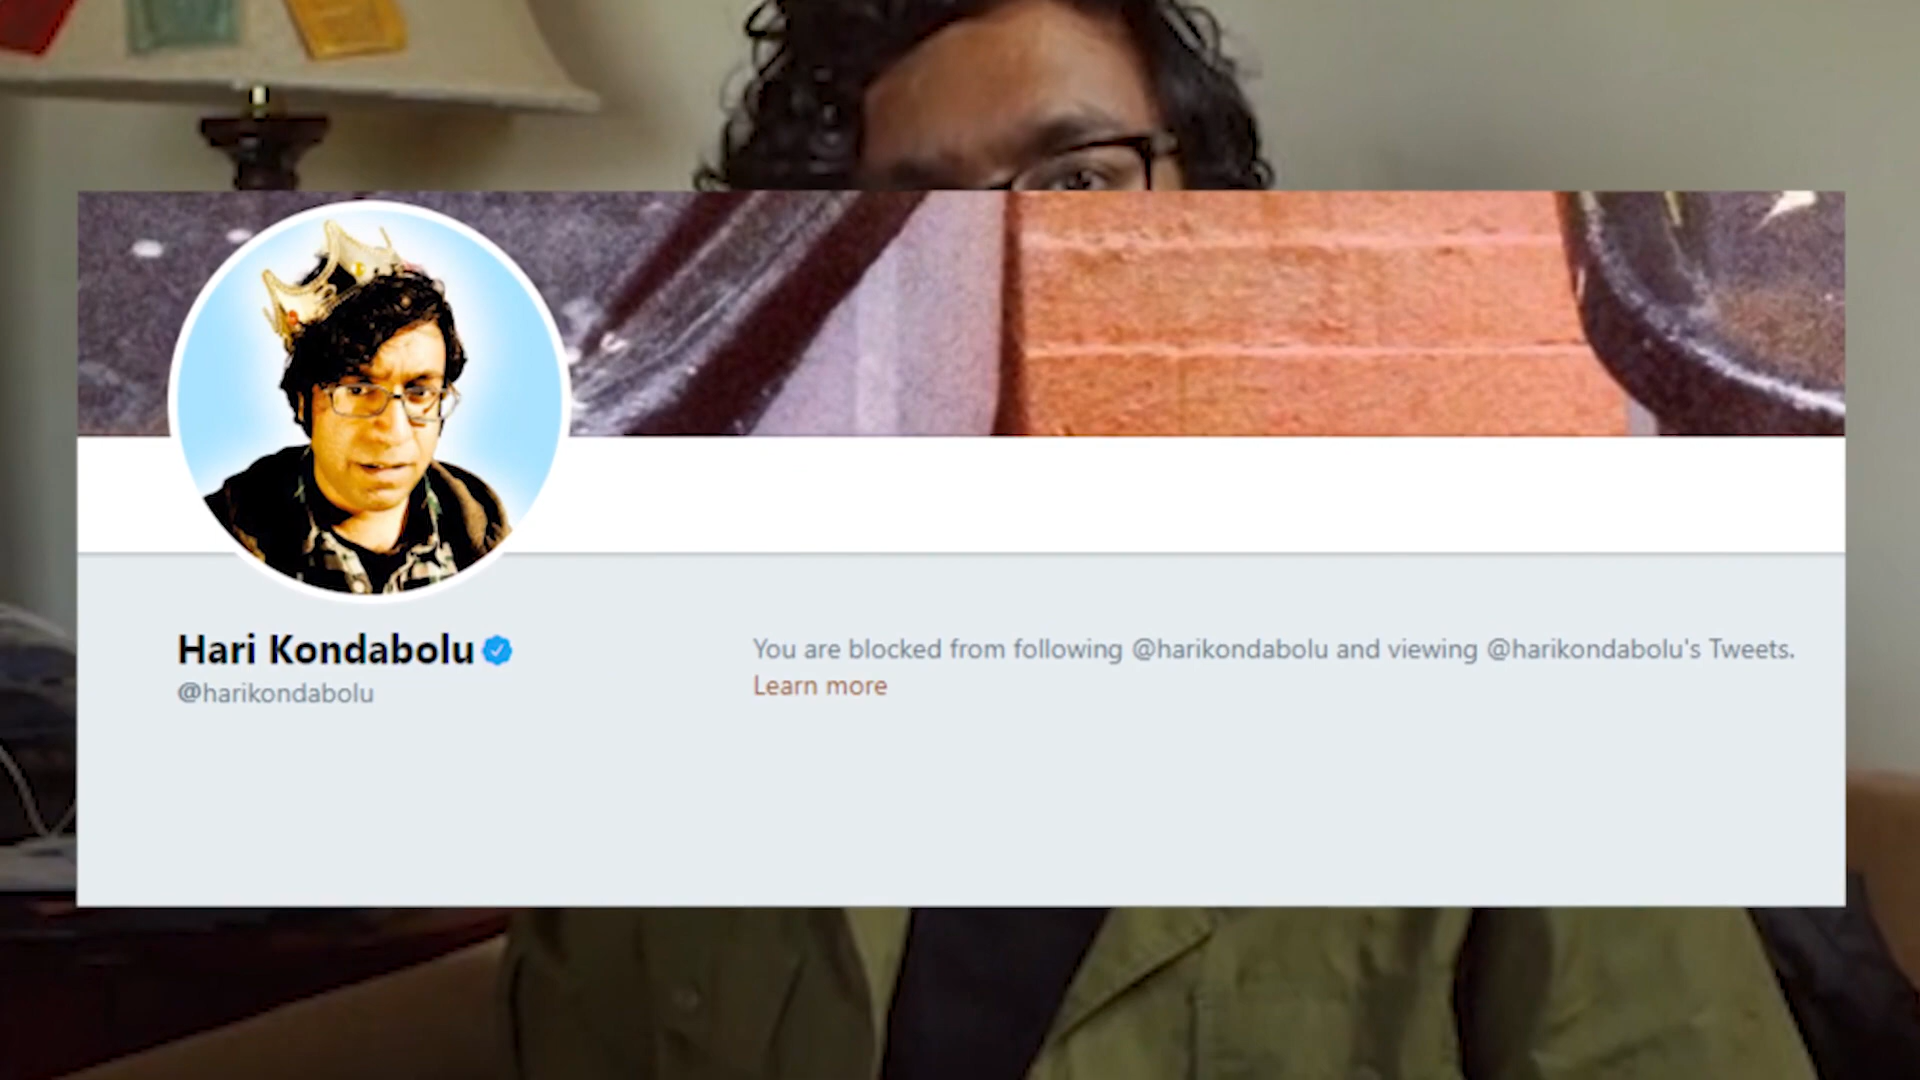 Hari Kondabolu
@harikondabolu
You are blocked from following @harikondabolu and viewing @harikondabolu's Tweets.
Learn more